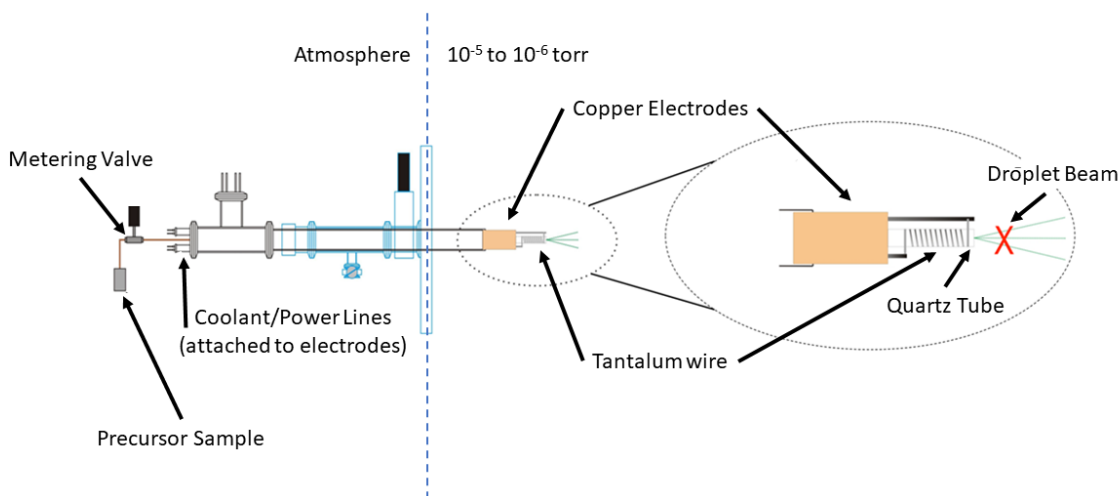 Atmosphere
10⁻⁵ to 10⁻⁶ torr
Copper Electrodes
Metering Valve
Droplet Beam
Quartz Tube
Coolant/Power Lines
(attached to electrodes)
Tantalum wire
Precursor Sample